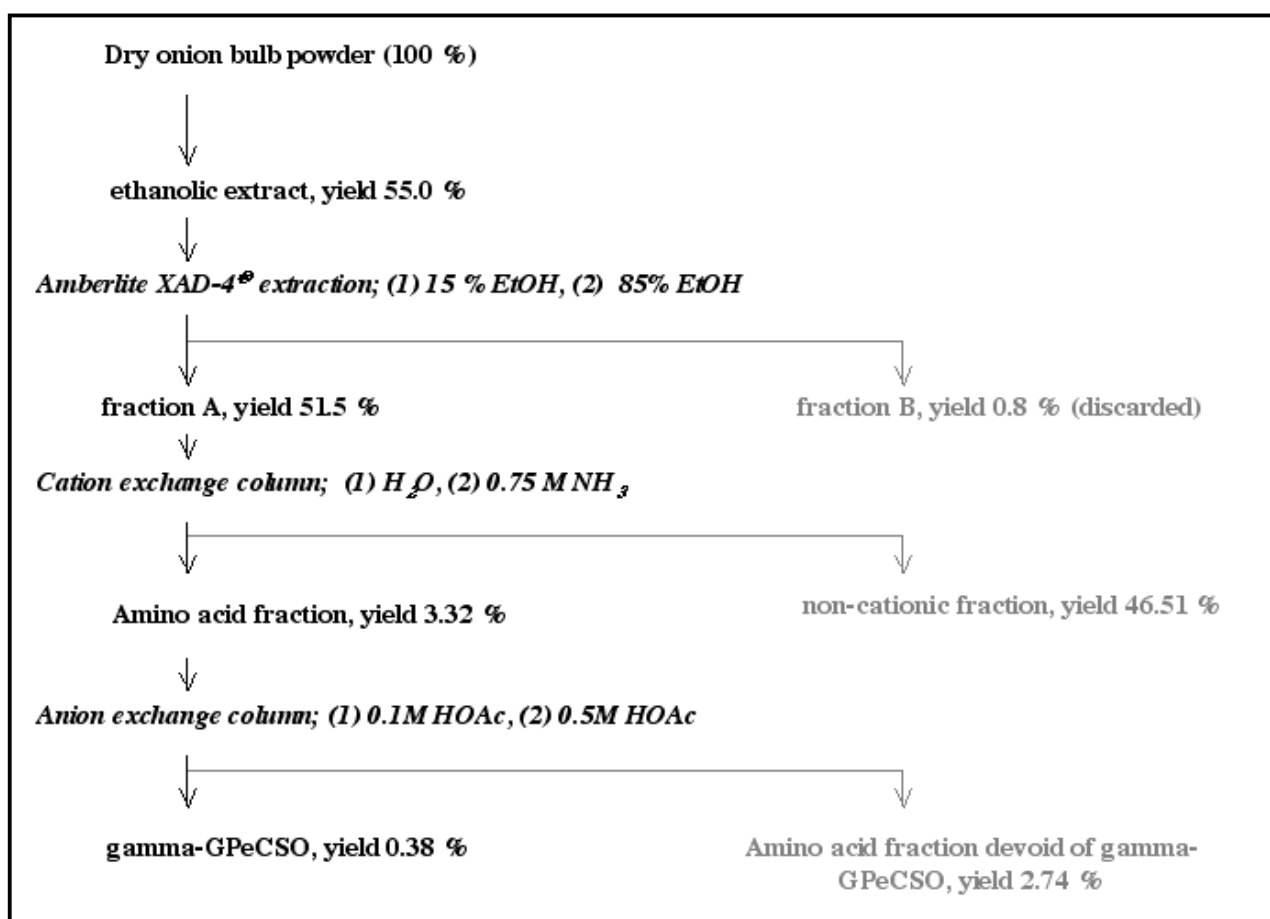 Dry onion bulb powder (100 %)
ethanolic extract, yield 55.0 %
Amberlite XAD-4® extraction; (1) 15 % EtOH, (2) 85% EtOH
fraction A, yield 51.5 %
fraction B, yield 0.8 % (discarded)
Cation exchange column; (1) H₂O, (2) 0.75 M NH₃
Amino acid fraction, yield 3.32 %
non-cationic fraction, yield 46.51 %
Anion exchange column; (1) 0.1M HOAc, (2) 0.5M HOAc
gamma-GPeCSO, yield 0.38 %
Amino acid fraction devoid of gamma-
GPeCSO, yield 2.74 %